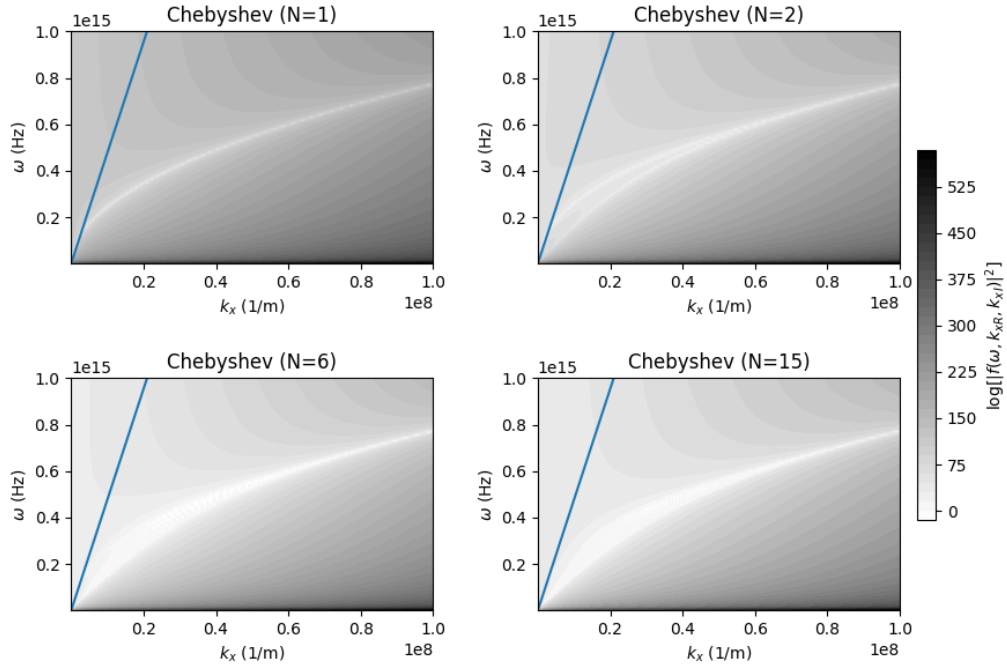 Chebyshev (N=1)
1e15
1.0
0.8
0.6
0.4
0.2
ω (Hz)
0.2
0.4
0.6
0.8
1.0
1e8
k_x (1/m)
Chebyshev (N=2)
1e15
1.0
0.8
0.6
0.4
0.2
ω (Hz)
0.2
0.4
0.6
0.8
1.0
1e8
k_x (1/m)
Chebyshev (N=6)
1e15
1.0
0.8
0.6
0.4
0.2
ω (Hz)
0.2
0.4
0.6
0.8
1.0
1e8
k_x (1/m)
Chebyshev (N=15)
1e15
1.0
0.8
0.6
0.4
0.2
ω (Hz)
0.2
0.4
0.6
0.8
1.0
1e8
k_x (1/m)
525
450
375
300
225
150
75
0
log[|f(ω, k_{xR}, k_{xI})|^2]